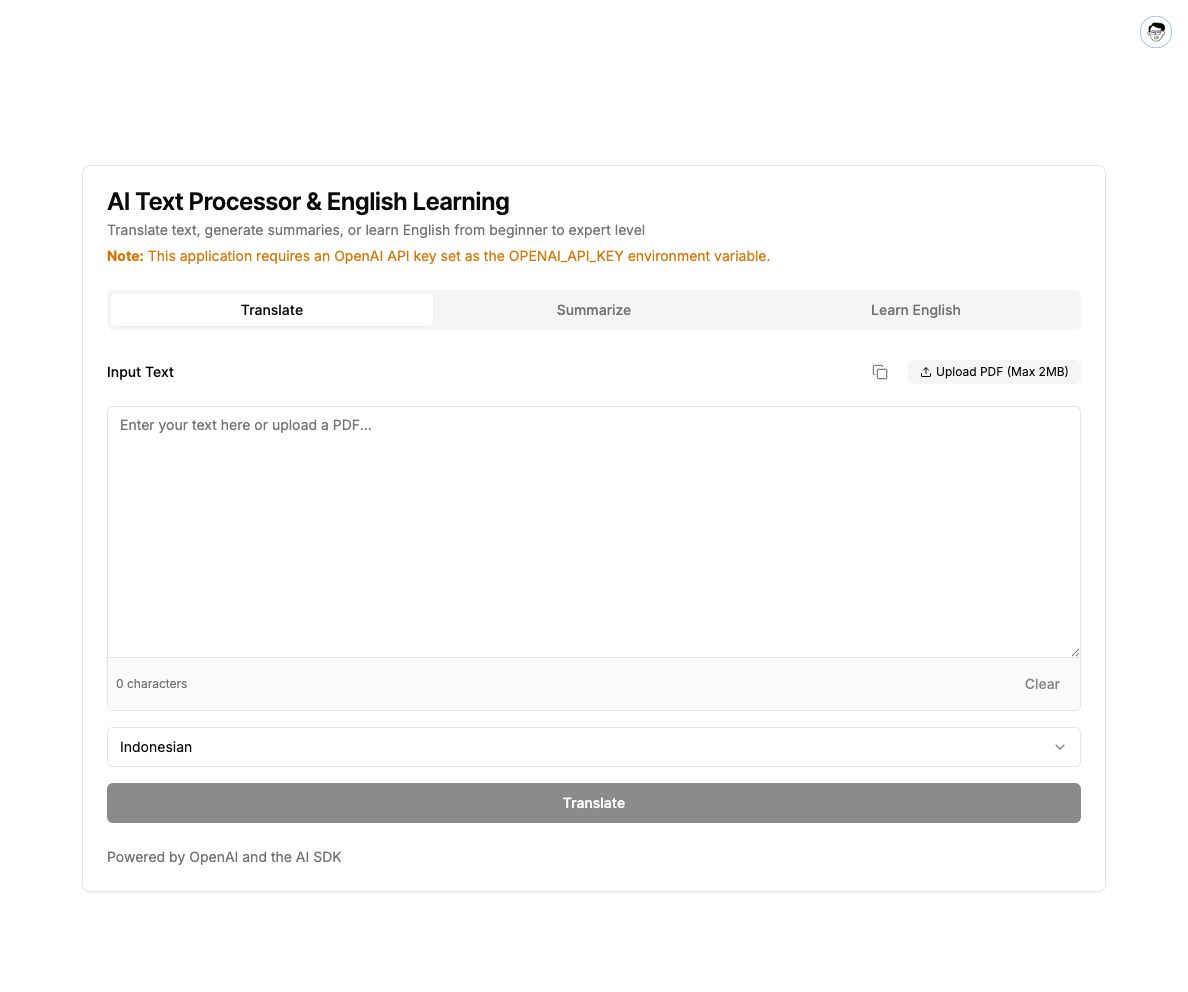 AI Text Processor & English Learning
Translate text, generate summaries, or learn English from beginner to expert level
Note: This application requires an OpenAI API key set as the OPENAI_API_KEY environment variable.
Translate
Summarize
Learn English
Input Text
Upload PDF (Max 2MB)
Enter your text here or upload a PDF...
0 characters
Clear
Indonesian
Translate
Powered by OpenAI and the AI SDK